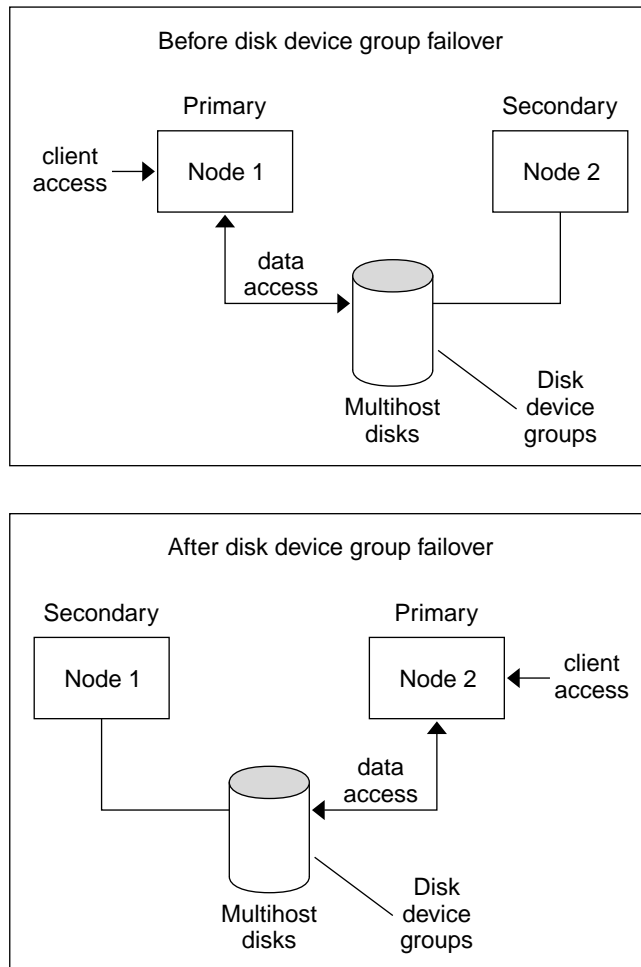 Before disk device group failover
Primary
Secondary
client
access
Node 1
Node 2
data
access
Multihost
disks
Disk
device
groups
After disk device group failover
Secondary
Primary
Node 1
Node 2
client
access
data
access
Multihost
disks
Disk
device
groups